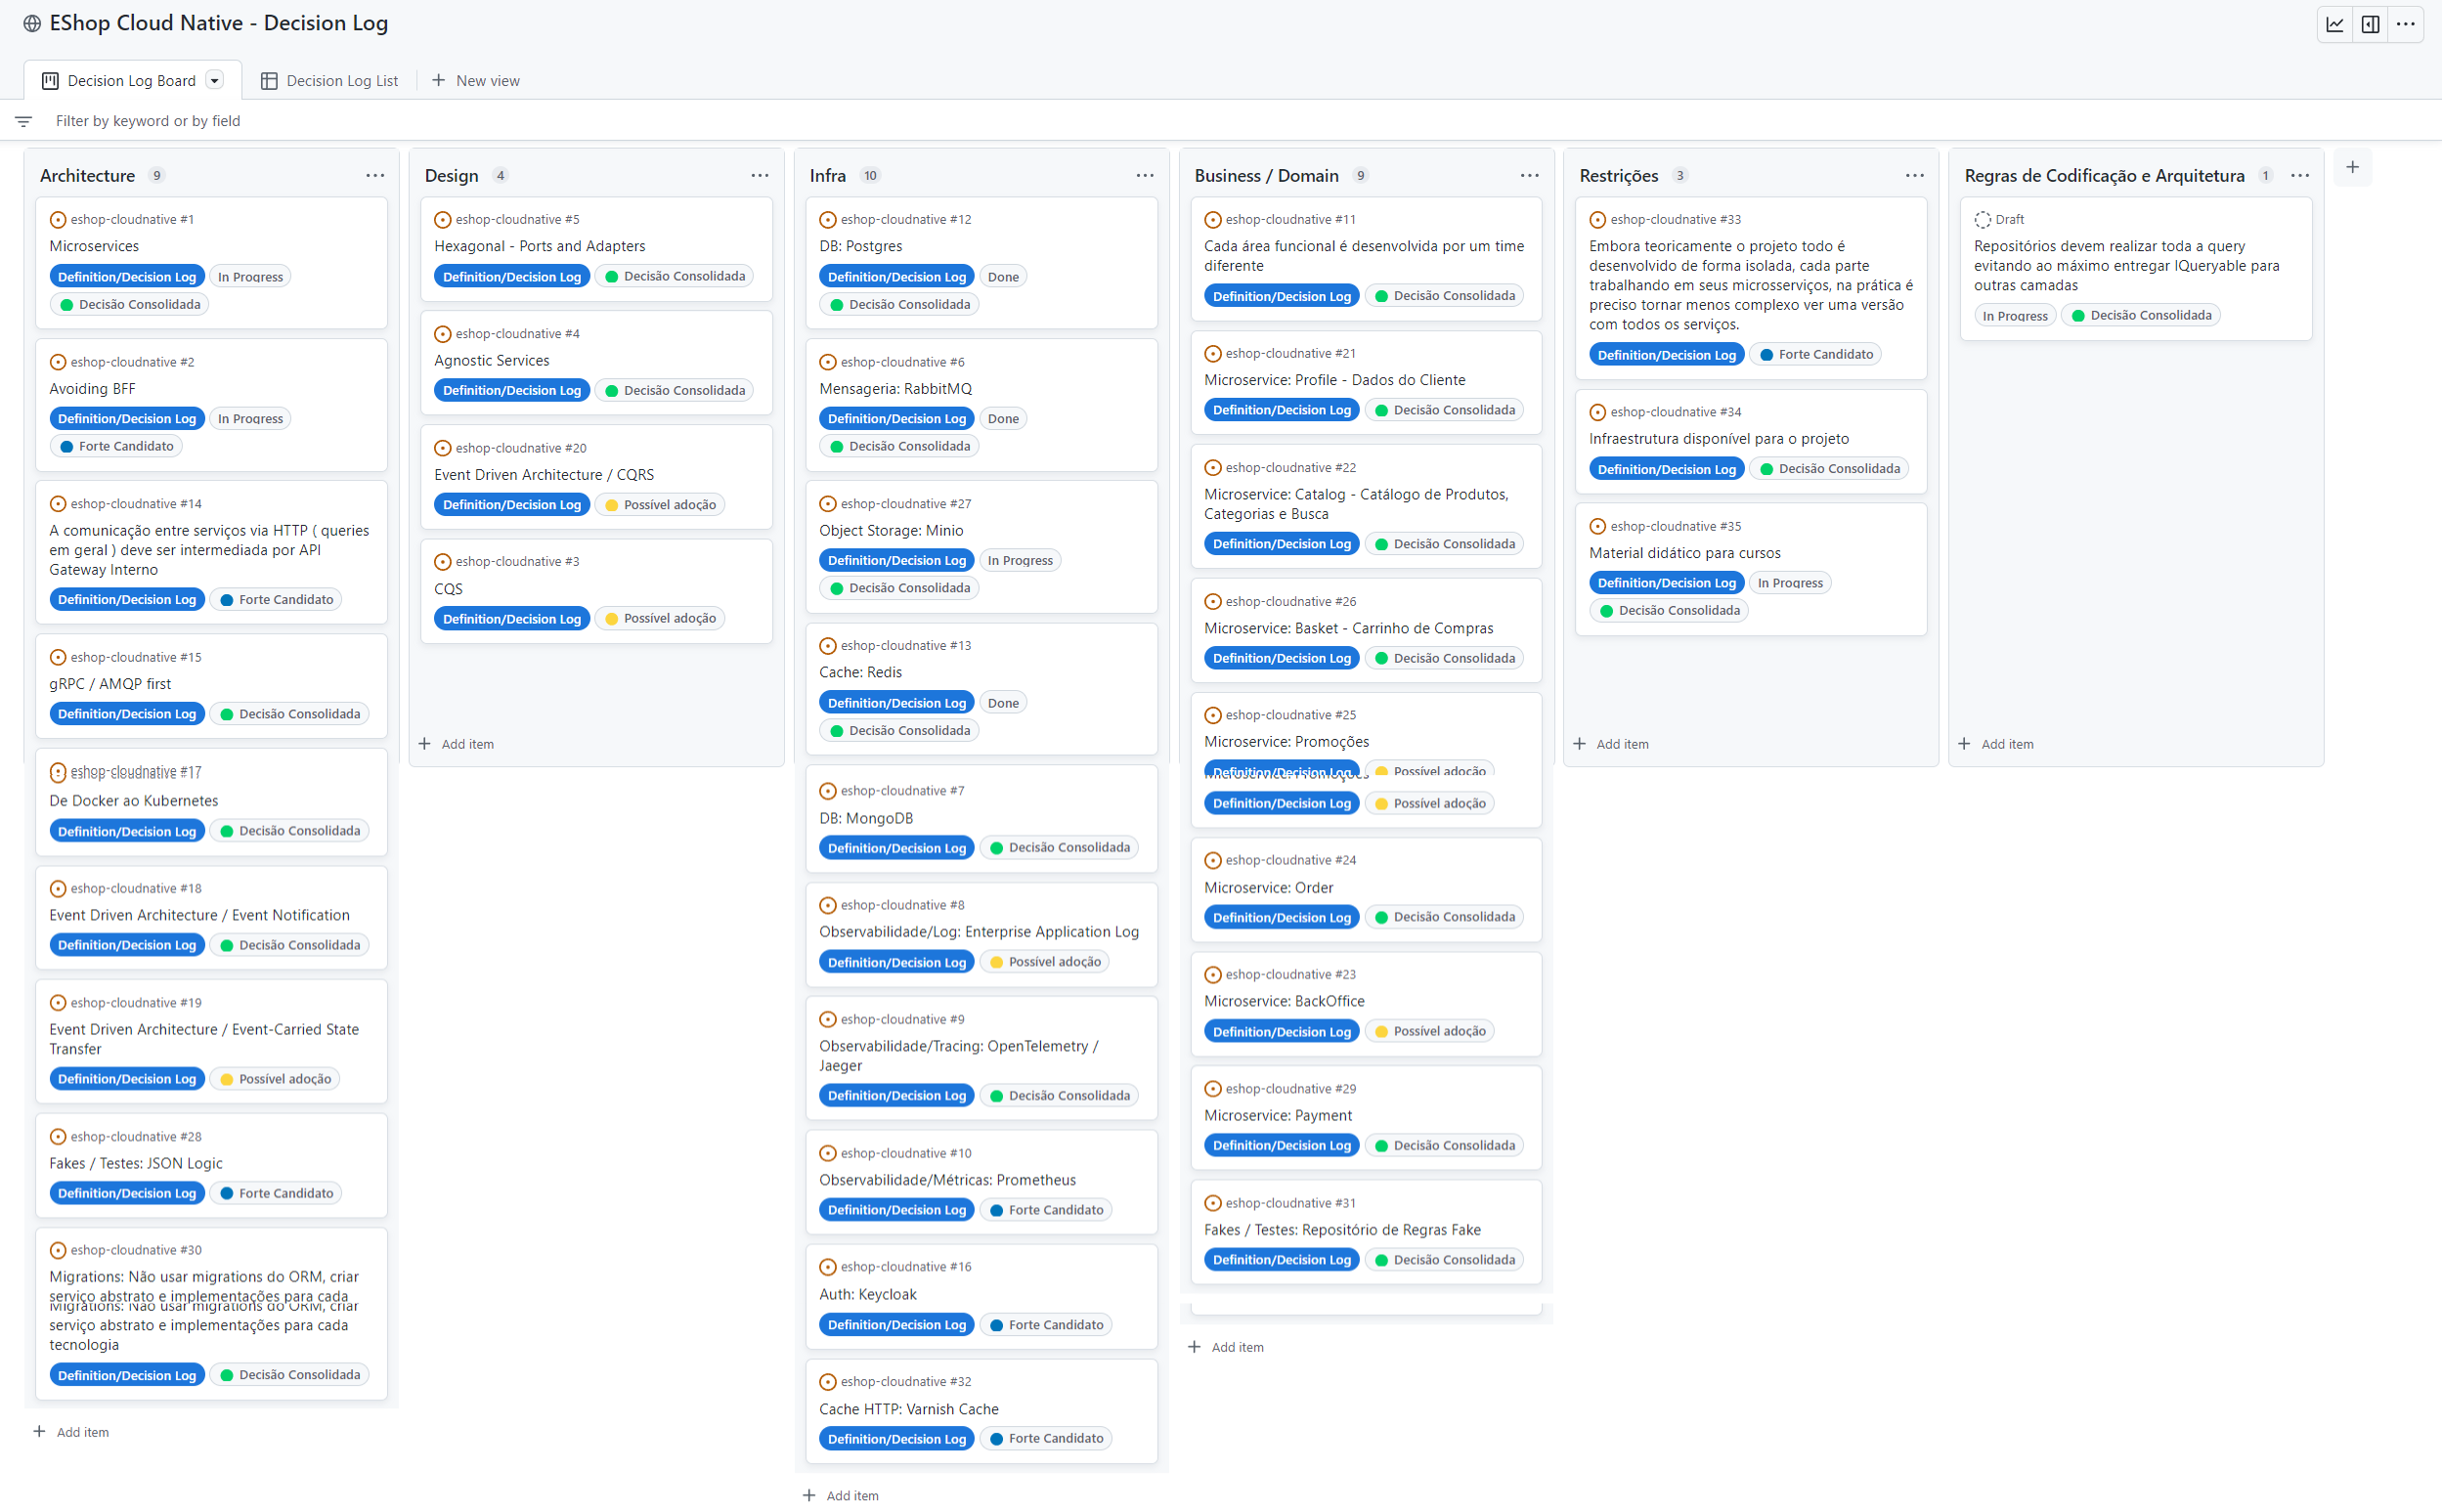 EShop Cloud Native - Decision Log
Decision Log Board
Decision Log List
New view
Filter by keyword or by field
Architecture 9
eshop-cloudnative #1
Microservices
Definition/Decision Log In Progress
Decisão Consolidada
eshop-cloudnative #2
Avoiding BFF
Definition/Decision Log In Progress
Forte Candidato
eshop-cloudnative #14
A comunicação entre serviços via HTTP ( queries
em geral ) deve ser intermediada por API
Gateway Interno
Definition/Decision Log Forte Candidato
eshop-cloudnative #15
gRPC / AMQP first
Definition/Decision Log Decisão Consolidada
eshop-cloudnative #17
De Docker ao Kubernetes
Definition/Decision Log Decisão Consolidada
eshop-cloudnative #18
Event Driven Architecture / Event Notification
Definition/Decision Log Decisão Consolidada
eshop-cloudnative #19
Event Driven Architecture / Event-Carried State
Transfer
Definition/Decision Log Possível adoção
eshop-cloudnative #28
Fakes / Testes: JSON Logic
Definition/Decision Log Forte Candidato
eshop-cloudnative #30
Migrations: Não usar migrations do ORM, criar
serviço abstrato e implementações para cada
Migrations: Não usar migrations do ORM, criar
serviço abstrato e implementações para cada
tecnologia
Definition/Decision Log Decisão Consolidada
Add item
Design 4
eshop-cloudnative #5
Hexagonal - Ports and Adapters
Definition/Decision Log Decisão Consolidada
eshop-cloudnative #4
Agnostic Services
Definition/Decision Log Decisão Consolidada
eshop-cloudnative #20
Event Driven Architecture / CQRS
Definition/Decision Log Possível adoção
eshop-cloudnative #3
CQS
Definition/Decision Log Possível adoção
Add item
Infra 10
eshop-cloudnative #12
DB: Postgres
Definition/Decision Log Done
Decisão Consolidada
eshop-cloudnative #6
Mensageria: RabbitMQ
Definition/Decision Log Done
Decisão Consolidada
eshop-cloudnative #27
Object Storage: Minio
Definition/Decision Log In Progress
Decisão Consolidada
eshop-cloudnative #13
Cache: Redis
Definition/Decision Log Done
Decisão Consolidada
eshop-cloudnative #7
DB: MongoDB
Definition/Decision Log Decisão Consolidada
eshop-cloudnative #8
Observabilidade/Log: Enterprise Application Log
Definition/Decision Log Possível adoção
eshop-cloudnative #9
Observabilidade/Tracing: OpenTelemetry /
Jaeger
Definition/Decision Log Decisão Consolidada
eshop-cloudnative #10
Observabilidade/Métricas: Prometheus
Definition/Decision Log Forte Candidato
eshop-cloudnative #16
Auth: Keycloak
Definition/Decision Log Forte Candidato
eshop-cloudnative #32
Cache HTTP: Varnish Cache
Definition/Decision Log Forte Candidato
Add item
Business / Domain 9
eshop-cloudnative #11
Cada área funcional é desenvolvida por um time
diferente
Definition/Decision Log Decisão Consolidada
eshop-cloudnative #21
Microservice: Profile - Dados do Cliente
Definition/Decision Log Decisão Consolidada
eshop-cloudnative #22
Microservice: Catalog - Catálogo de Produtos,
Categorias e Busca
Definition/Decision Log Decisão Consolidada
eshop-cloudnative #26
Microservice: Basket - Carrinho de Compras
Definition/Decision Log Decisão Consolidada
eshop-cloudnative #25
Microservice: Promoções
Definition/Decision Log Possível adoção
Microservice: Promoções
Definition/Decision Log Possível adoção
eshop-cloudnative #24
Microservice: Order
Definition/Decision Log Decisão Consolidada
eshop-cloudnative #23
Microservice: BackOffice
Definition/Decision Log Possível adoção
eshop-cloudnative #29
Microservice: Payment
Definition/Decision Log Decisão Consolidada
eshop-cloudnative #31
Fakes / Testes: Repositório de Regras Fake
Definition/Decision Log Decisão Consolidada
Add item
Restrições 3
eshop-cloudnative #33
Embora teoricamente o projeto todo é
desenvolvido de forma isolada, cada parte
trabalhando em seus microsserviços, na prática é
preciso tornar menos complexo ver uma versão
com todos os serviços.
Definition/Decision Log Forte Candidato
eshop-cloudnative #34
Infraestrutura disponível para o projeto
Definition/Decision Log Decisão Consolidada
eshop-cloudnative #35
Material didático para cursos
Definition/Decision Log In Progress
Decisão Consolidada
Add item
Regras de Codificação e Arquitetura 1
Draft
Repositórios devem realizar toda a query
evitando ao máximo entregar IQueryable para
outras camadas
In Progress Decisão Consolidada
Add item